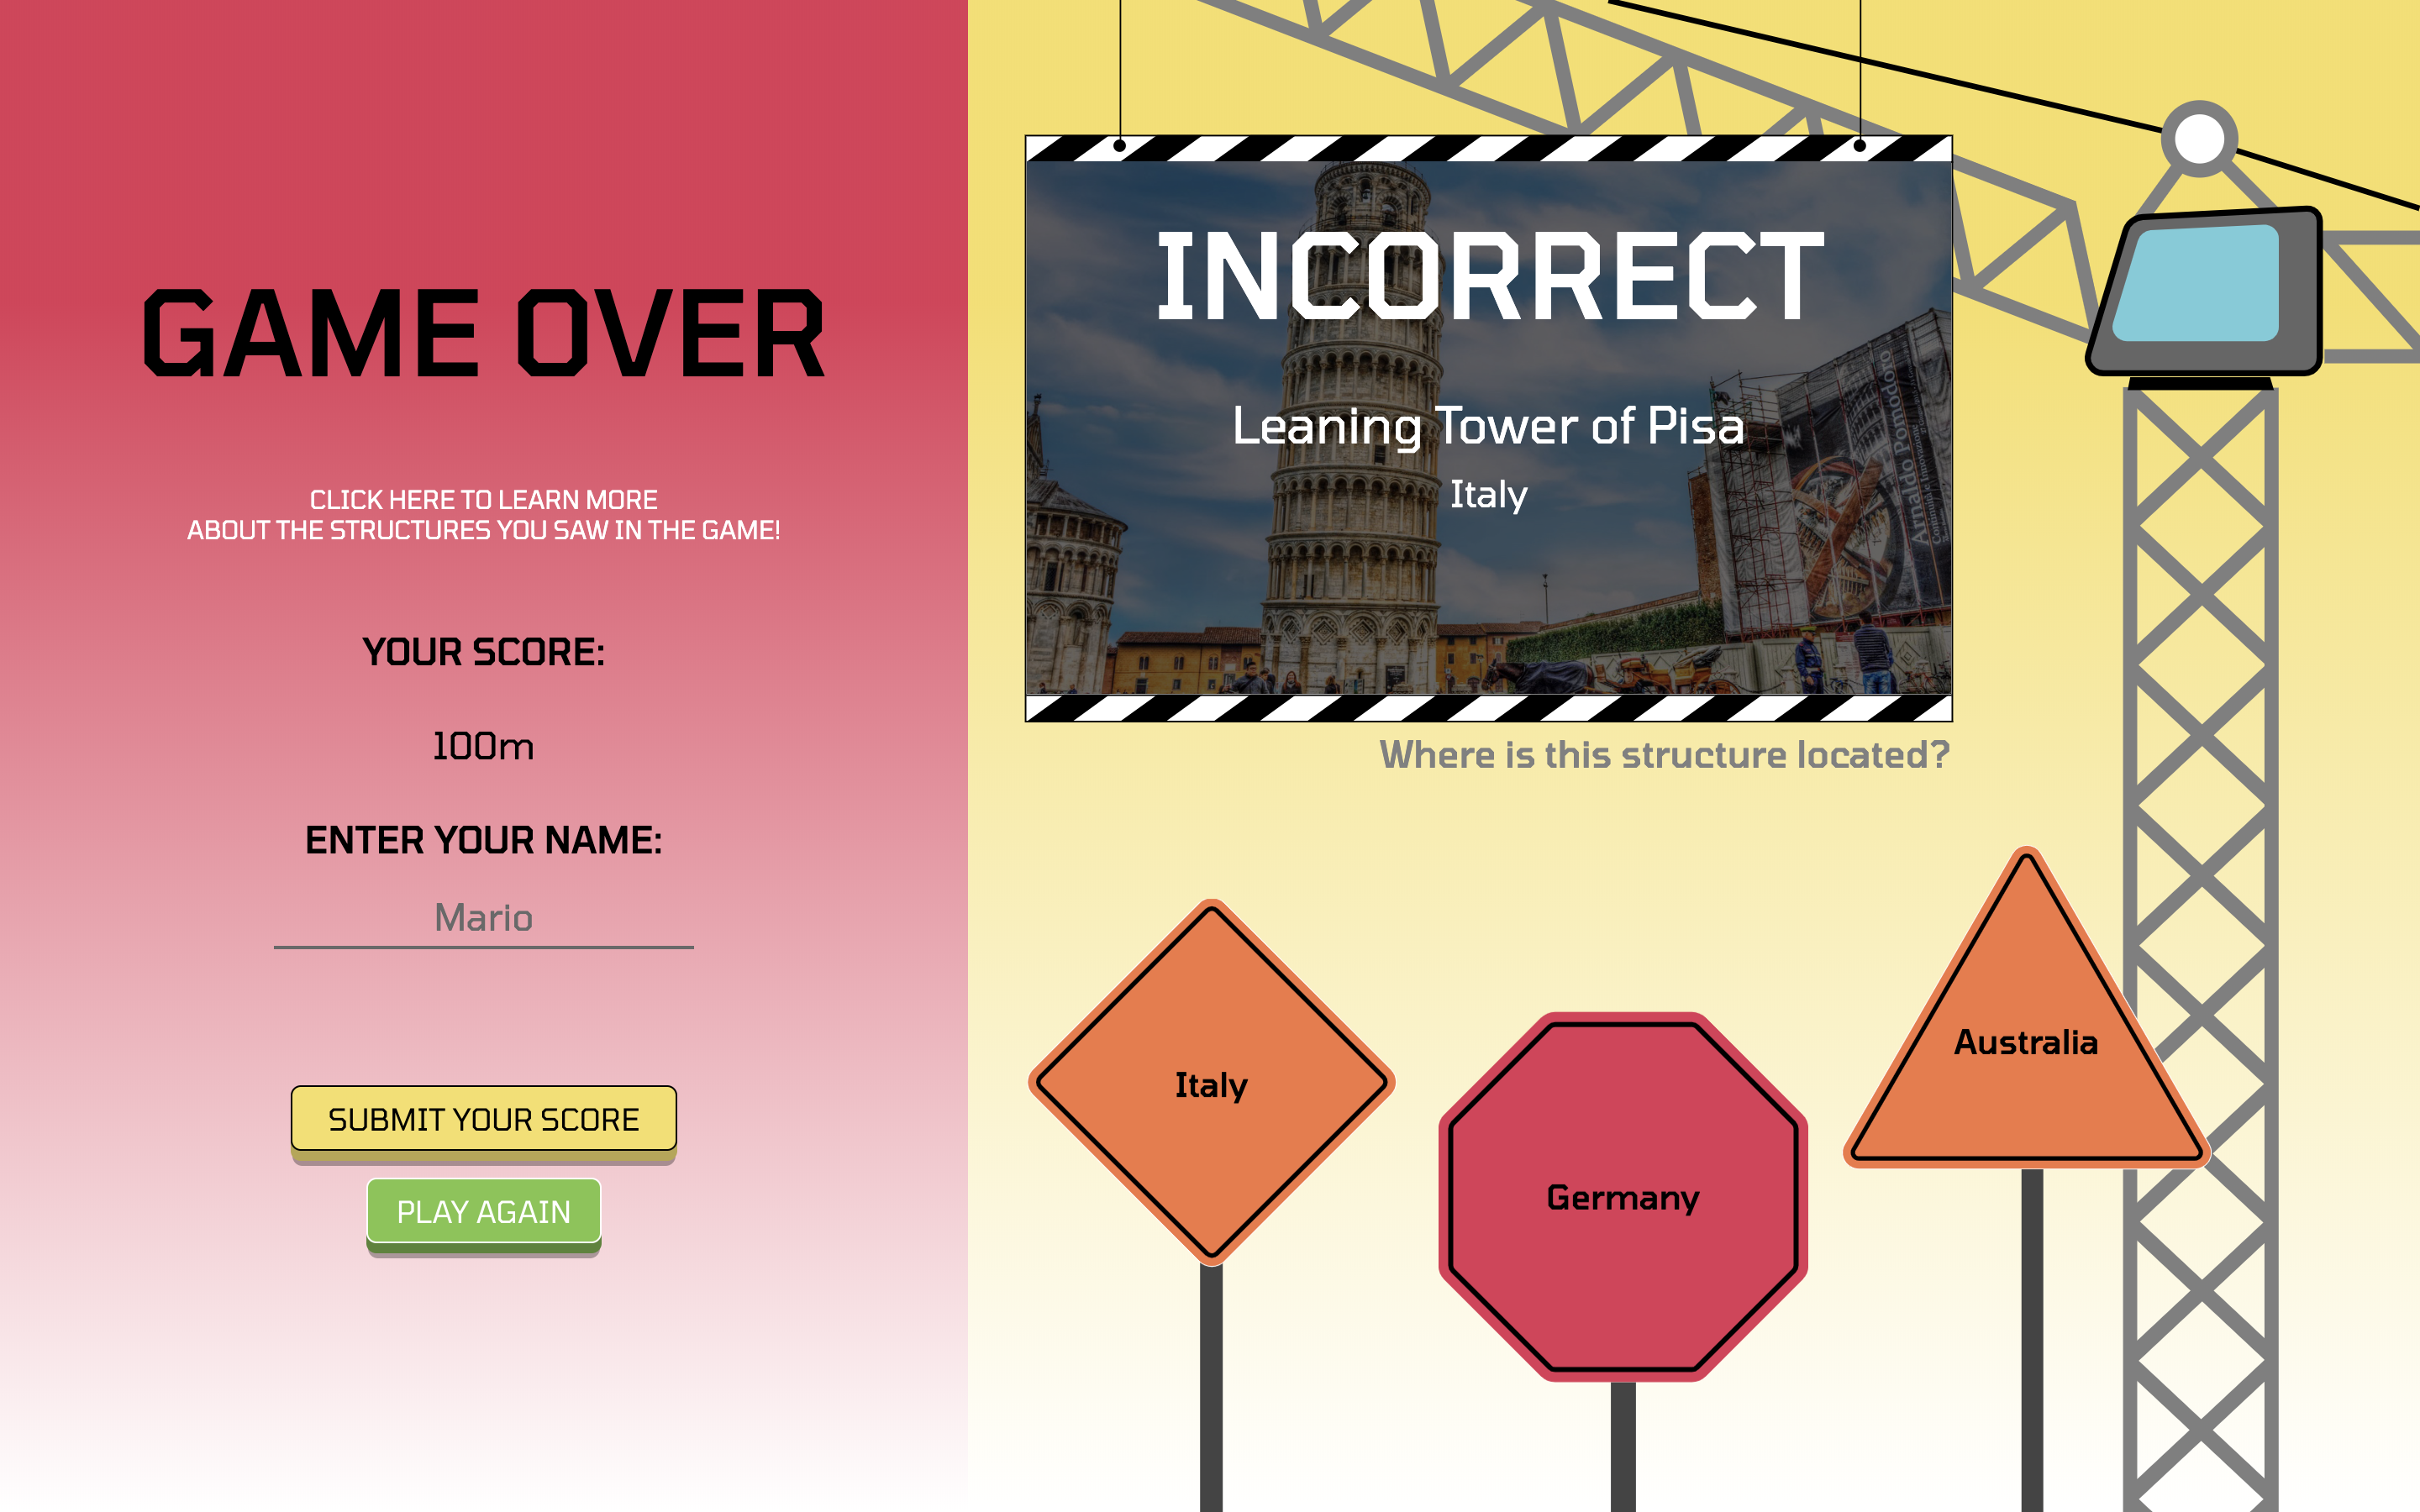 GAME OVER
CLICK HERE TO LEARN MORE
ABOUT THE STRUCTURES YOU SAW IN THE GAME!
YOUR SCORE:
100m
ENTER YOUR NAME:
Mario
SUBMIT YOUR SCORE
PLAY AGAIN
INCORRECT
Leaning Tower of Pisa
Italy
Arnaldo Pomodoro
Where is this structure located?
Italy
Germany
Australia